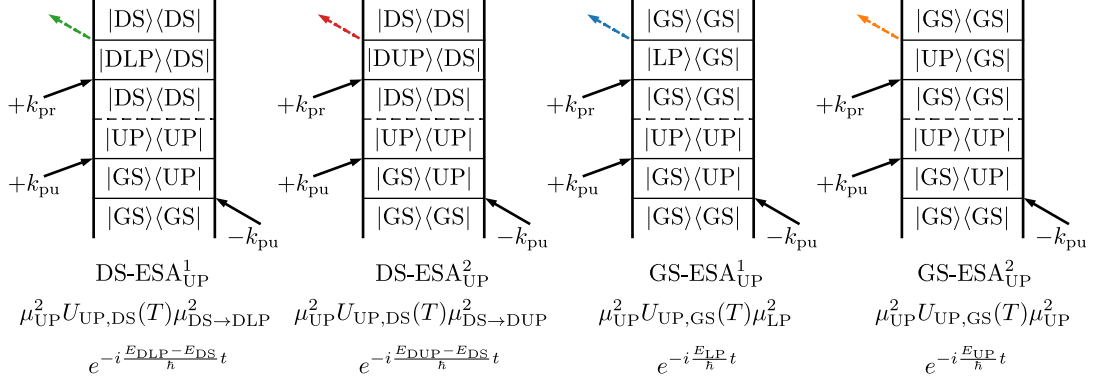 |DS⟩⟨DS| |DS⟩⟨DS| |GS⟩⟨GS| |GS⟩⟨GS|
|DLP⟩⟨DS| |DUP⟩⟨DS| |LP⟩⟨GS| |UP⟩⟨GS|
+k_pr |DS⟩⟨DS| +k_pr |DS⟩⟨DS| +k_pr |GS⟩⟨GS| +k_pr |GS⟩⟨GS|
|UP⟩⟨UP| |UP⟩⟨UP| |UP⟩⟨UP| |UP⟩⟨UP|
+k_pu |GS⟩⟨UP| +k_pu |GS⟩⟨UP| +k_pu |GS⟩⟨UP| +k_pu |GS⟩⟨UP|
|GS⟩⟨GS| −k_pu |GS⟩⟨GS| −k_pu |GS⟩⟨GS| −k_pu |GS⟩⟨GS| −k_pu
DS-ESA^1_UP DS-ESA^2_UP GS-ESA^1_UP GS-ESA^2_UP
μ^2_UP U_UP,DS(T)μ^2_DS→DLP μ^2_UP U_UP,DS(T)μ^2_DS→DUP μ^2_UP U_UP,GS(T)μ^2_LP μ^2_UP U_UP,GS(T)μ^2_UP
e^{−i (E_DLP−E_DS)/ℏ t} e^{−i (E_DUP−E_DS)/ℏ t} e^{−i E_LP/ℏ t} e^{−i E_UP/ℏ t}